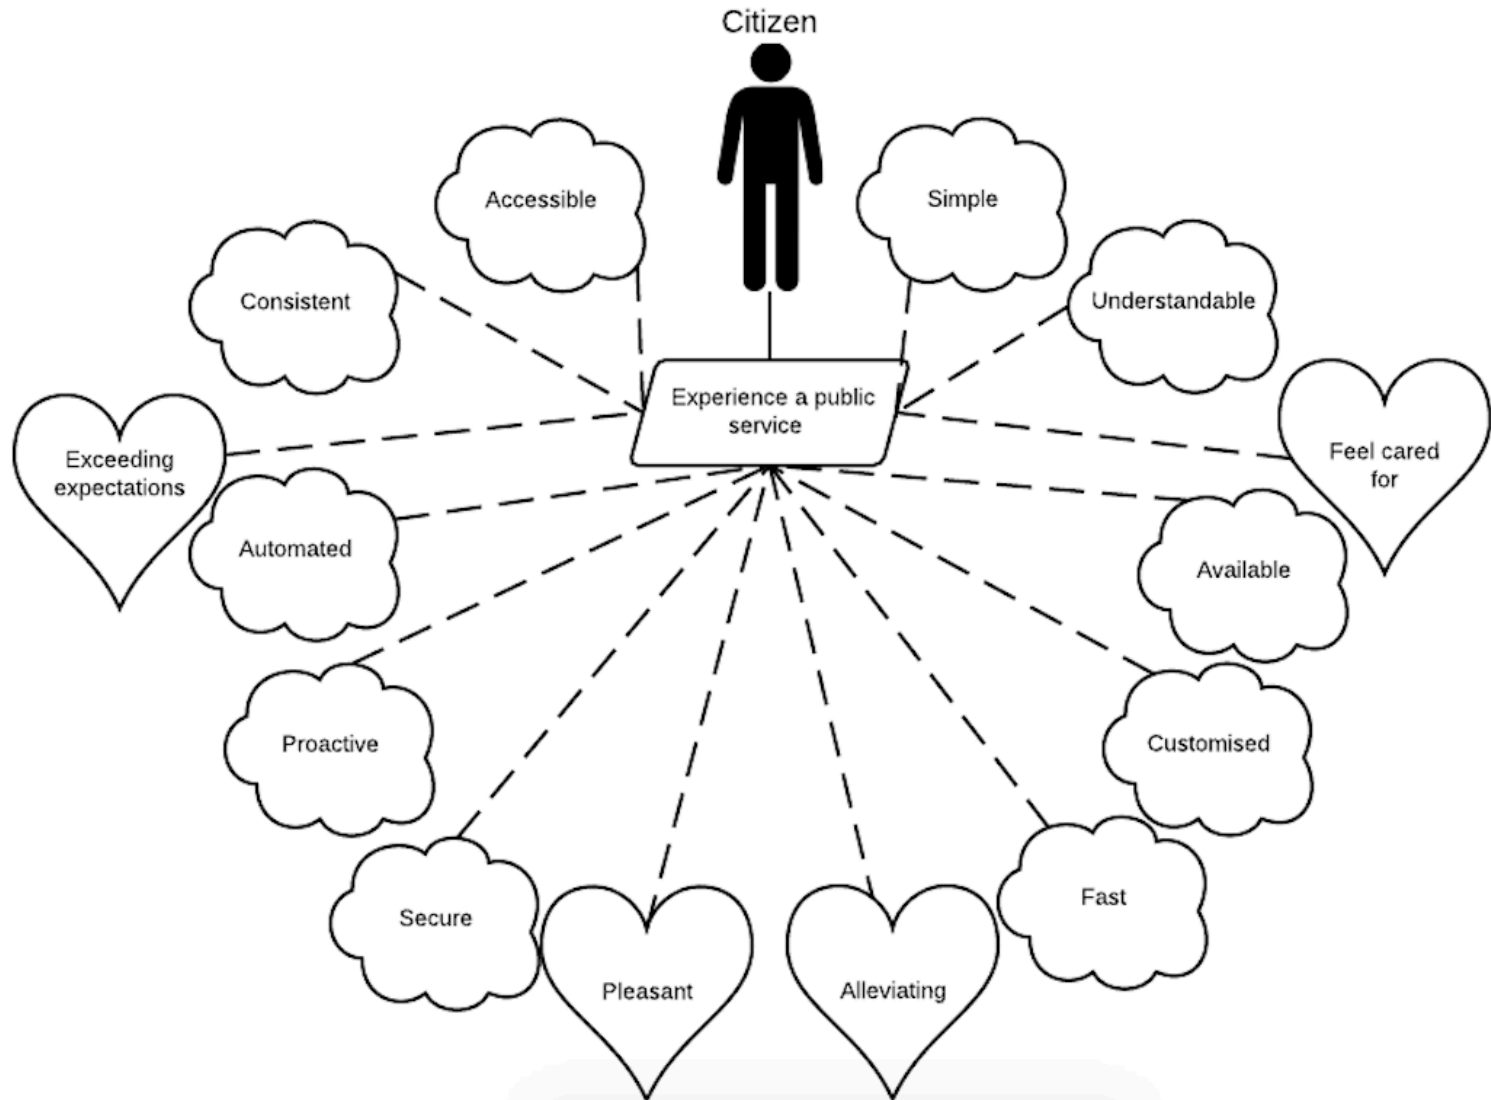 Citizen
Accessible
Simple
Consistent
Understandable
Experience a public
service
Exceeding
expectations
Feel cared
for
Automated
Available
Proactive
Customised
Secure
Fast
Pleasant
Alleviating